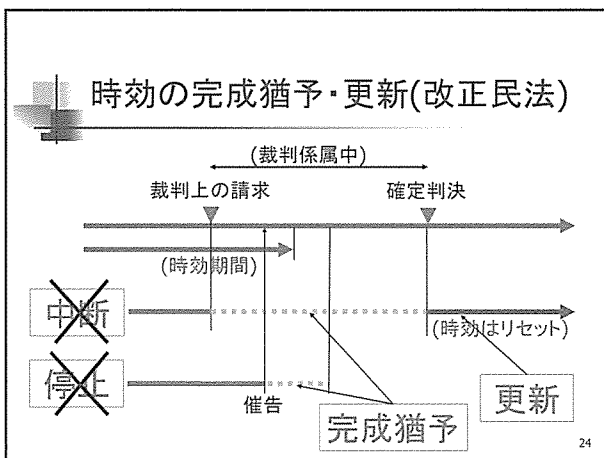 時効の完成猶予・更新(改正民法)
(裁判係属中)
裁判上の請求
確定判決
(時効期間)
中断
(時効はリセット)
停止
催告
完成猶予
更新
24